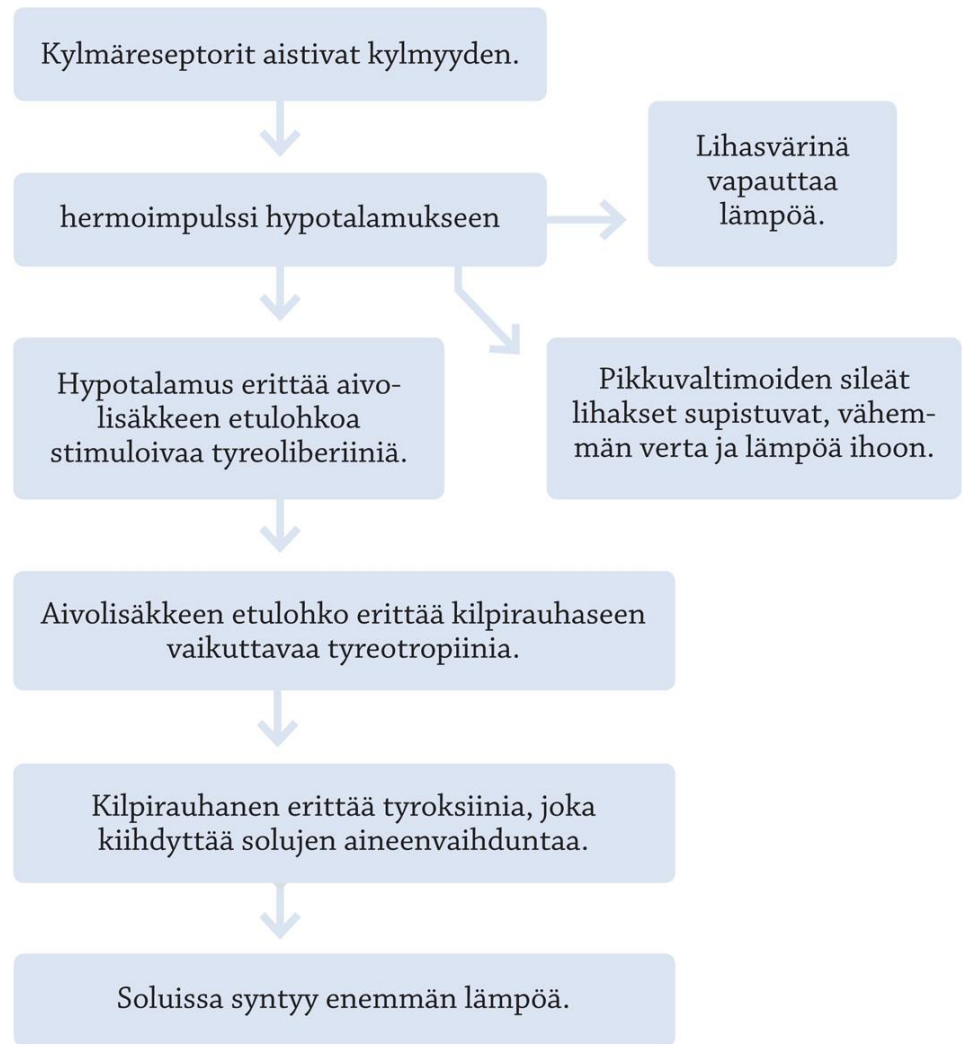 Kylmäreseptorit aistivat kylmyyden.
hermoimpulssi hypotalamukseen
Lihasvärinä
vapauttaa
lämpöä.
Hypotalamus erittää aivo-
lisäkkeen etulohkoa
stimuloivaa tyreoliberiiniä.
Pikkuvaltimoiden sileät
lihakset supistuvat, vähem-
män verta ja lämpöä ihoon.
Aivolisäkkeen etulohko erittää kilpirauhaseen
vaikuttavaa tyreotropiinia.
Kilpirauhanen erittää tyroksiinia, joka
kiihdyttää solujen aineenvaihduntaa.
Soluissa syntyy enemmän lämpöä.